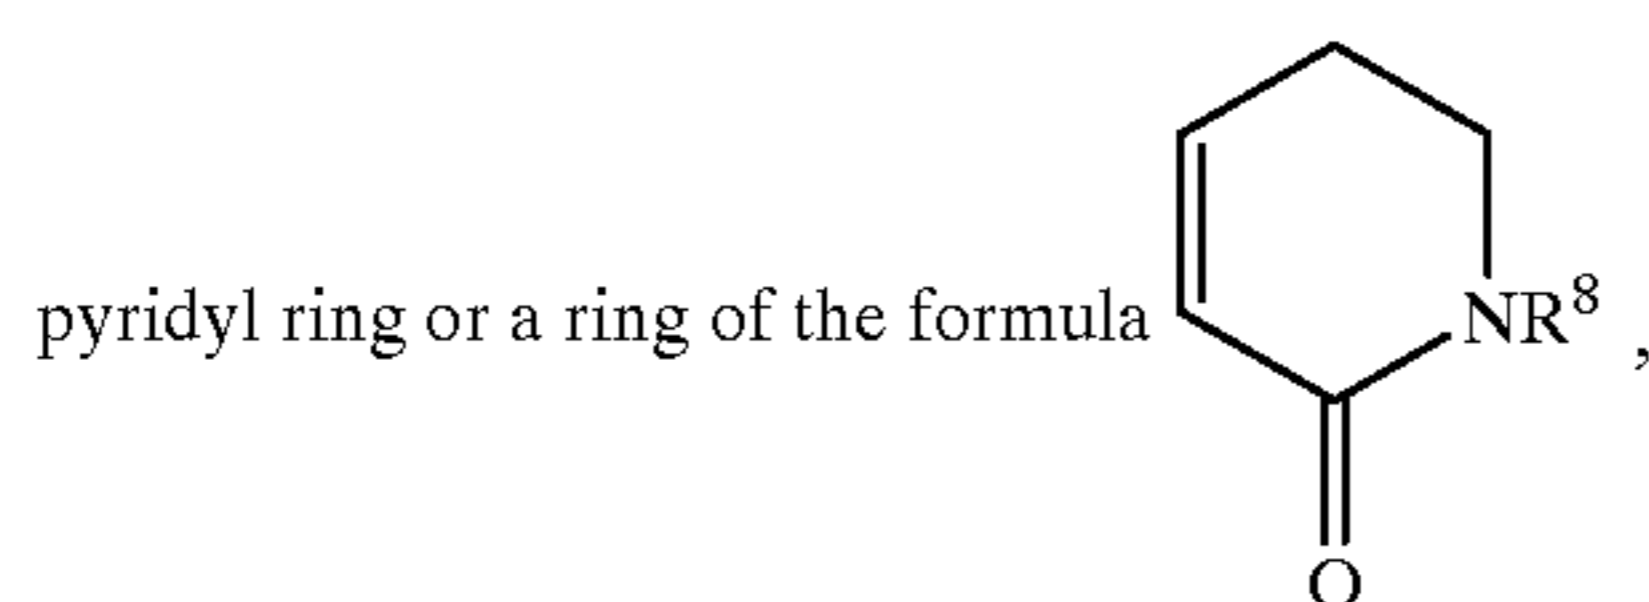 pyridyl ring or a ring of the formula NR⁸ ,
O